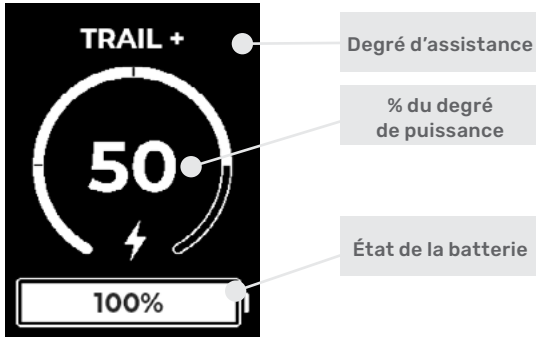 TRAIL +
Degré d’assistance
50
% du degré
de puissance
État de la batterie
100%